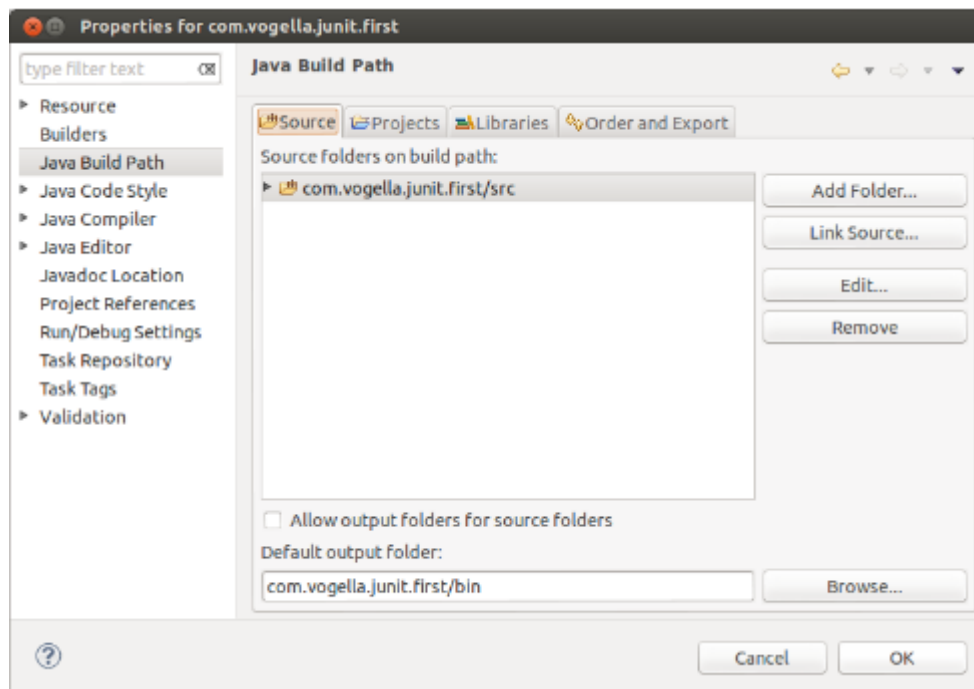 Properties for com.vogella.junit.first
type filter text
Java Build Path
Resource
Builders
Java Build Path
Java Code Style
Java Compiler
Java Editor
Javadoc Location
Project References
Run/Debug Settings
Task Repository
Task Tags
Validation
Source Projects Libraries Order and Export
Source folders on build path:
com.vogella.junit.first/src
Add Folder...
Link Source...
Edit...
Remove
Allow output folders for source folders
Default output folder:
com.vogella.junit.first/bin
Browse...
Cancel
OK